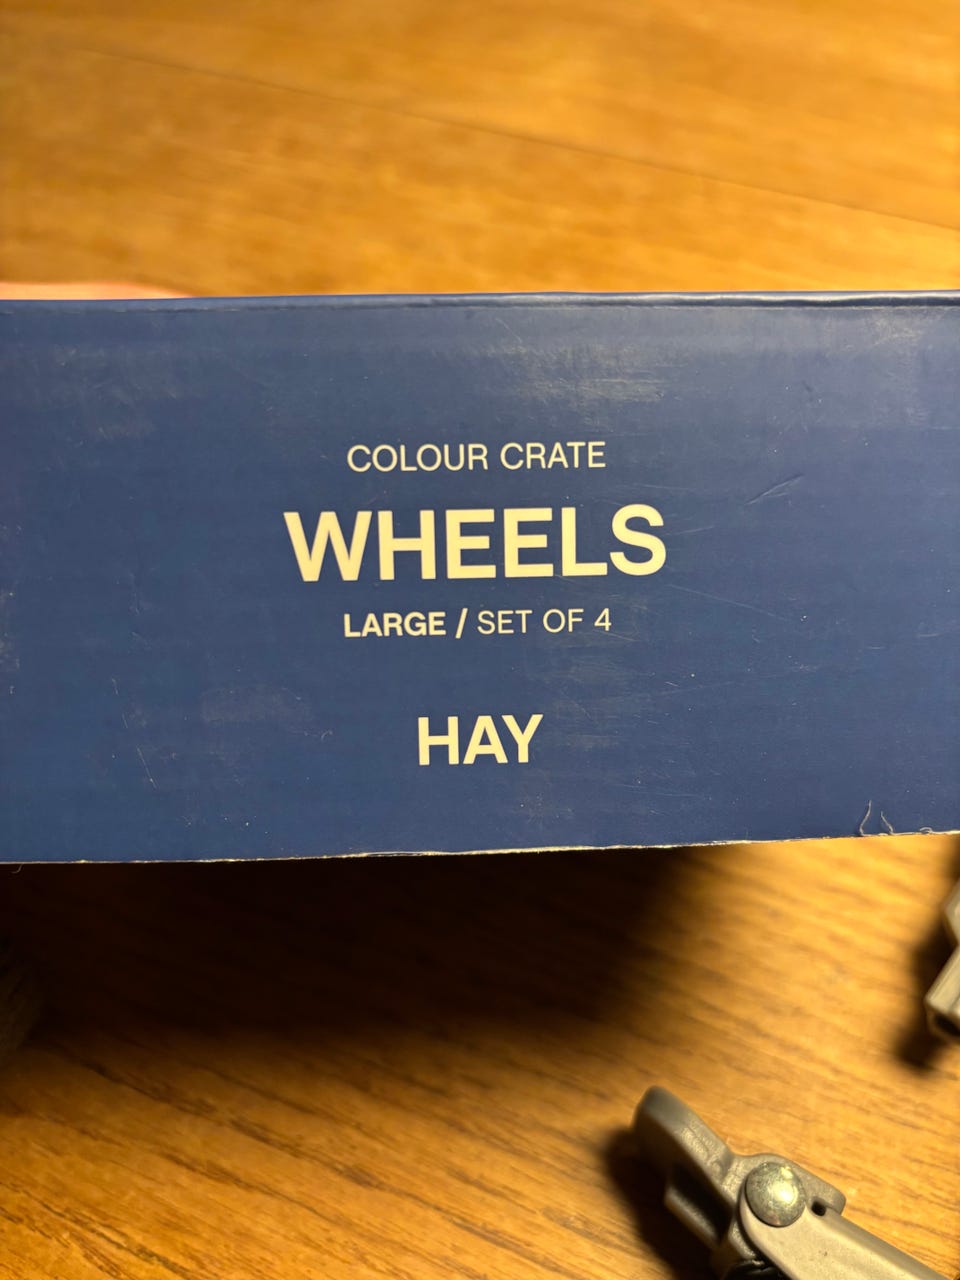 COLOUR CRATE
WHEELS
LARGE / SET OF 4
HAY